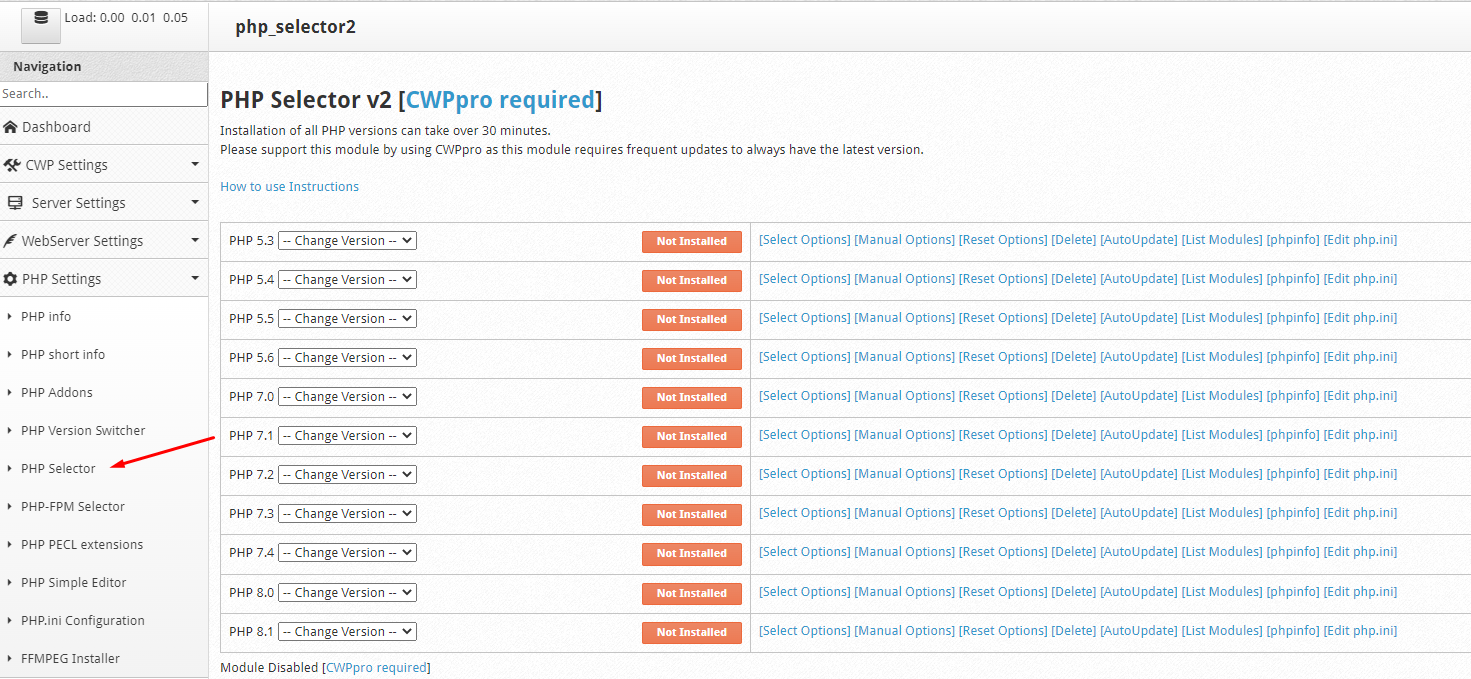 Load: 0.00 0.01 0.05
php_selector2
Navigation
Search..
Dashboard
CWP Settings
Server Settings
WebServer Settings
PHP Settings
PHP info
PHP short info
PHP Addons
PHP Version Switcher
PHP Selector
PHP-FPM Selector
PHP PECL extensions
PHP Simple Editor
PHP.ini Configuration
FFMPEG Installer
PHP Selector v2 [CWPpro required]
Installation of all PHP versions can take over 30 minutes.
Please support this module by using CWPpro as this module requires frequent updates to always have the latest version.
How to use Instructions
PHP 5.3 -- Change Version -- Not Installed [Select Options] [Manual Options] [Reset Options] [Delete] [AutoUpdate] [List Modules] [phpinfo] [Edit php.ini]
PHP 5.4 -- Change Version -- Not Installed [Select Options] [Manual Options] [Reset Options] [Delete] [AutoUpdate] [List Modules] [phpinfo] [Edit php.ini]
PHP 5.5 -- Change Version -- Not Installed [Select Options] [Manual Options] [Reset Options] [Delete] [AutoUpdate] [List Modules] [phpinfo] [Edit php.ini]
PHP 5.6 -- Change Version -- Not Installed [Select Options] [Manual Options] [Reset Options] [Delete] [AutoUpdate] [List Modules] [phpinfo] [Edit php.ini]
PHP 7.0 -- Change Version -- Not Installed [Select Options] [Manual Options] [Reset Options] [Delete] [AutoUpdate] [List Modules] [phpinfo] [Edit php.ini]
PHP 7.1 -- Change Version -- Not Installed [Select Options] [Manual Options] [Reset Options] [Delete] [AutoUpdate] [List Modules] [phpinfo] [Edit php.ini]
PHP 7.2 -- Change Version -- Not Installed [Select Options] [Manual Options] [Reset Options] [Delete] [AutoUpdate] [List Modules] [phpinfo] [Edit php.ini]
PHP 7.3 -- Change Version -- Not Installed [Select Options] [Manual Options] [Reset Options] [Delete] [AutoUpdate] [List Modules] [phpinfo] [Edit php.ini]
PHP 7.4 -- Change Version -- Not Installed [Select Options] [Manual Options] [Reset Options] [Delete] [AutoUpdate] [List Modules] [phpinfo] [Edit php.ini]
PHP 8.0 -- Change Version -- Not Installed [Select Options] [Manual Options] [Reset Options] [Delete] [AutoUpdate] [List Modules] [phpinfo] [Edit php.ini]
PHP 8.1 -- Change Version -- Not Installed [Select Options] [Manual Options] [Reset Options] [Delete] [AutoUpdate] [List Modules] [phpinfo] [Edit php.ini]
Module Disabled [CWPpro required]